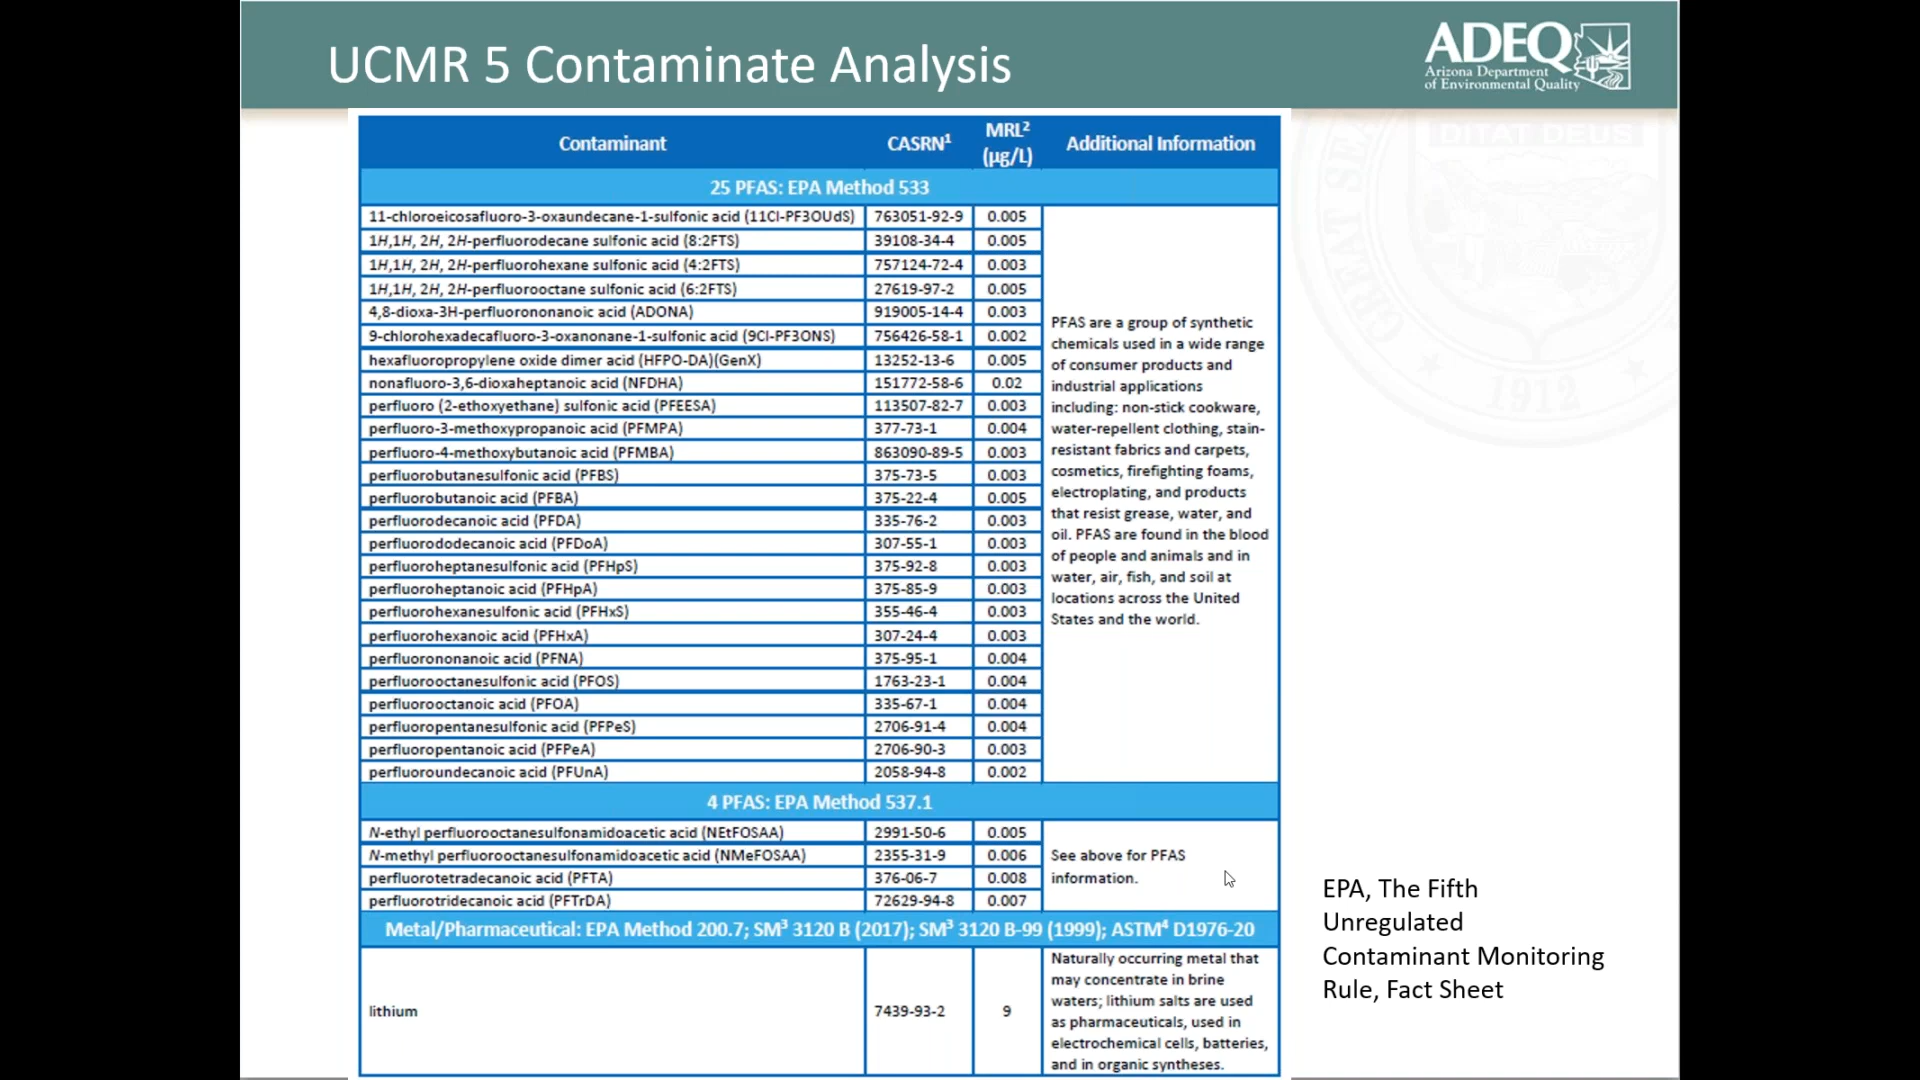 UCMR 5 Contaminate Analysis
ADEQ
Arizona Department
of Environmental Quality
Contaminant CASRN¹ MRL² (µg/L) Additional Information
25 PFAS: EPA Method 533
11-chloroeicosafluoro-3-oxaundecane-1-sulfonic acid (11Cl-PF3OUdS) 763051-92-9 0.005
1H,1H, 2H, 2H-perfluorodecane sulfonic acid (8:2FTS) 39108-34-4 0.005
1H,1H, 2H, 2H-perfluorohexane sulfonic acid (4:2FTS) 757124-72-4 0.003
1H,1H, 2H, 2H-perfluorooctane sulfonic acid (6:2FTS) 27619-97-2 0.005
4,8-dioxa-3H-perfluorononanoic acid (ADONA) 919005-14-4 0.003
9-chlorohexadecafluoro-3-oxanonane-1-sulfonic acid (9Cl-PF3ONS) 756426-58-1 0.002
hexafluoropropylene oxide dimer acid (HFPO-DA)(GenX) 13252-13-6 0.005
nonafluoro-3,6-dioxaheptanoic acid (NFDHA) 151772-58-6 0.02
perfluoro (2-ethoxyethane) sulfonic acid (PFEESA) 113507-82-7 0.003
perfluoro-3-methoxypropanoic acid (PFMPA) 377-73-1 0.004
perfluoro-4-methoxybutanoic acid (PFMBA) 863090-89-5 0.003
perfluorobutanesulfonic acid (PFBS) 375-73-5 0.003
perfluorobutanoic acid (PFBA) 375-22-4 0.005
perfluorodecanoic acid (PFDA) 335-76-2 0.003
perfluorododecanoic acid (PFDoA) 307-55-1 0.003
perfluoroheptanesulfonic acid (PFHpS) 375-92-8 0.003
perfluoroheptanoic acid (PFHpA) 375-85-9 0.003
perfluorohexanesulfonic acid (PFHxS) 355-46-4 0.003
perfluorohexanoic acid (PFHxA) 307-24-4 0.003
perfluorononanoic acid (PFNA) 375-95-1 0.004
perfluorooctanesulfonic acid (PFOS) 1763-23-1 0.004
perfluorooctanoic acid (PFOA) 335-67-1 0.004
perfluoropentanesulfonic acid (PFPeS) 2706-91-4 0.004
perfluoropentanoic acid (PFPeA) 2706-90-3 0.003
perfluoroundecanoic acid (PFUnA) 2058-94-8 0.002
PFAS are a group of synthetic
chemicals used in a wide range
of consumer products and
industrial applications
including: non-stick cookware,
water-repellent clothing, stain-
resistant fabrics and carpets,
cosmetics, firefighting foams,
electroplating, and products
that resist grease, water, and
oil. PFAS are found in the blood
of people and animals and in
water, air, fish, and soil at
locations across the United
States and the world.
4 PFAS: EPA Method 537.1
N-ethyl perfluorooctanesulfonamidoacetic acid (NEtFOSAA) 2991-50-6 0.005
N-methyl perfluorooctanesulfonamidoacetic acid (NMeFOSAA) 2355-31-9 0.006
perfluorotetradecanoic acid (PFTA) 376-06-7 0.008
perfluorotridecanoic acid (PFTrDA) 72629-94-8 0.007
See above for PFAS
information.
Metal/Pharmaceutical: EPA Method 200.7; SM³ 3120 B (2017); SM³ 3120 B-99 (1999); ASTM⁴ D1976-20
lithium 7439-93-2 9
Naturally occurring metal that
may concentrate in brine
waters; lithium salts are used
as pharmaceuticals, used in
electrochemical cells, batteries,
and in organic syntheses.
DITAT DEUS
GREAT SE
1912
EPA, The Fifth
Unregulated
Contaminant Monitoring
Rule, Fact Sheet